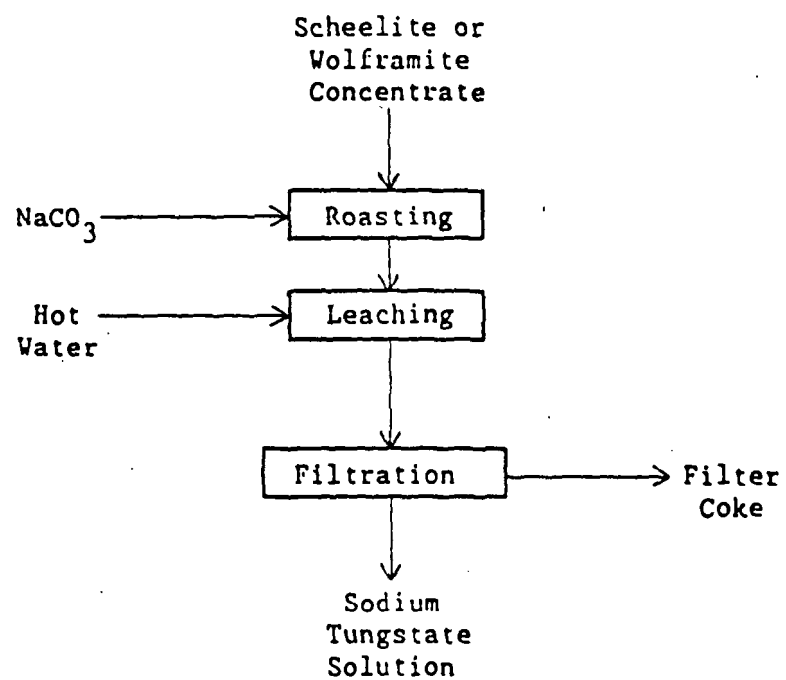 Scheelite or
Wolframite
Concentrate
NaCO3
Roasting
Hot
Water
Leaching
Filtration
Filter
Coke
Sodium
Tungstate
Solution